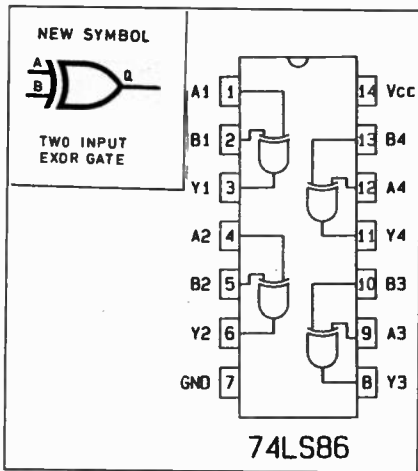 NEW SYMBOL
A
B
Q
TWO INPUT
EXOR GATE
A1 1 14 Vcc
B1 2 13 B4
Y1 3 12 A4
A2 4 11 Y4
B2 5 10 B3
Y2 6 9 A3
GND 7 8 Y3
74LS86